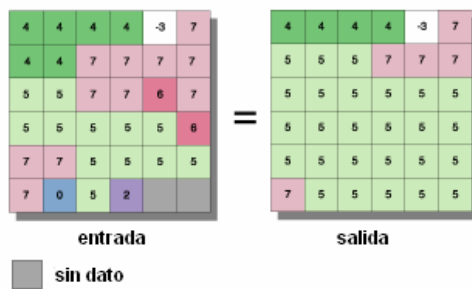 4 4 4 4 -3 7 4 4 4 4 -3 7
4 4 7 7 7 7 5 5 5 7 7 7
5 5 7 7 6 7 5 5 5 5 5 5
5 5 5 5 5 6 = 5 5 5 5 5 5
7 7 5 5 5 5 5 5 5 5 5 5
7 0 5 2 7 5 5 5 5 5
entrada salida
sin dato